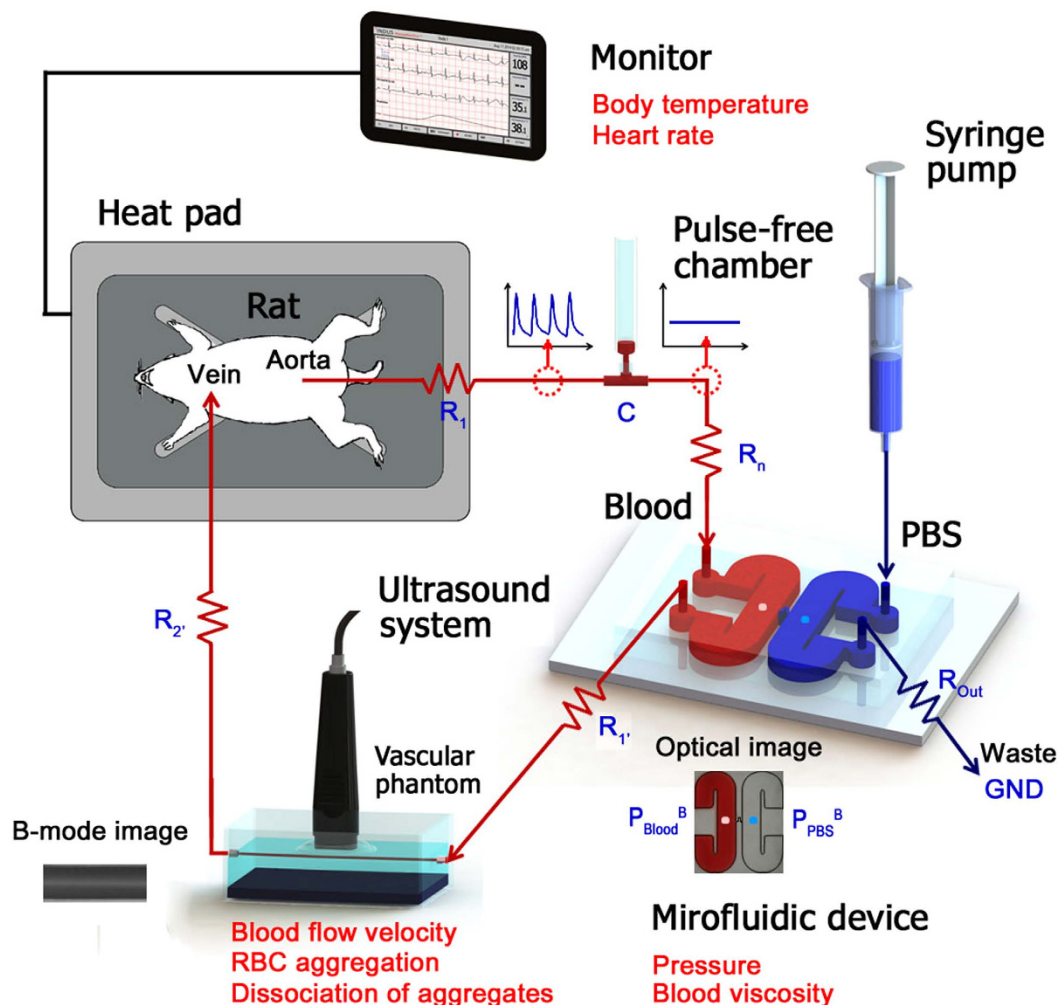 Monitor
Body temperature
Heart rate
108
35.1
38.1
Syringe
pump
Heat pad
Pulse-free
chamber
Rat
Aorta
Vein
R1
C
Rn
Blood
PBS
Ultrasound
system
R2'
ROut
R1'
Vascular
phantom
Optical image
Waste
GND
PBlood^B
A
PPBS^B
B-mode image
Mirofluidic device
Blood flow velocity
RBC aggregation
Dissociation of aggregates
Pressure
Blood viscosity